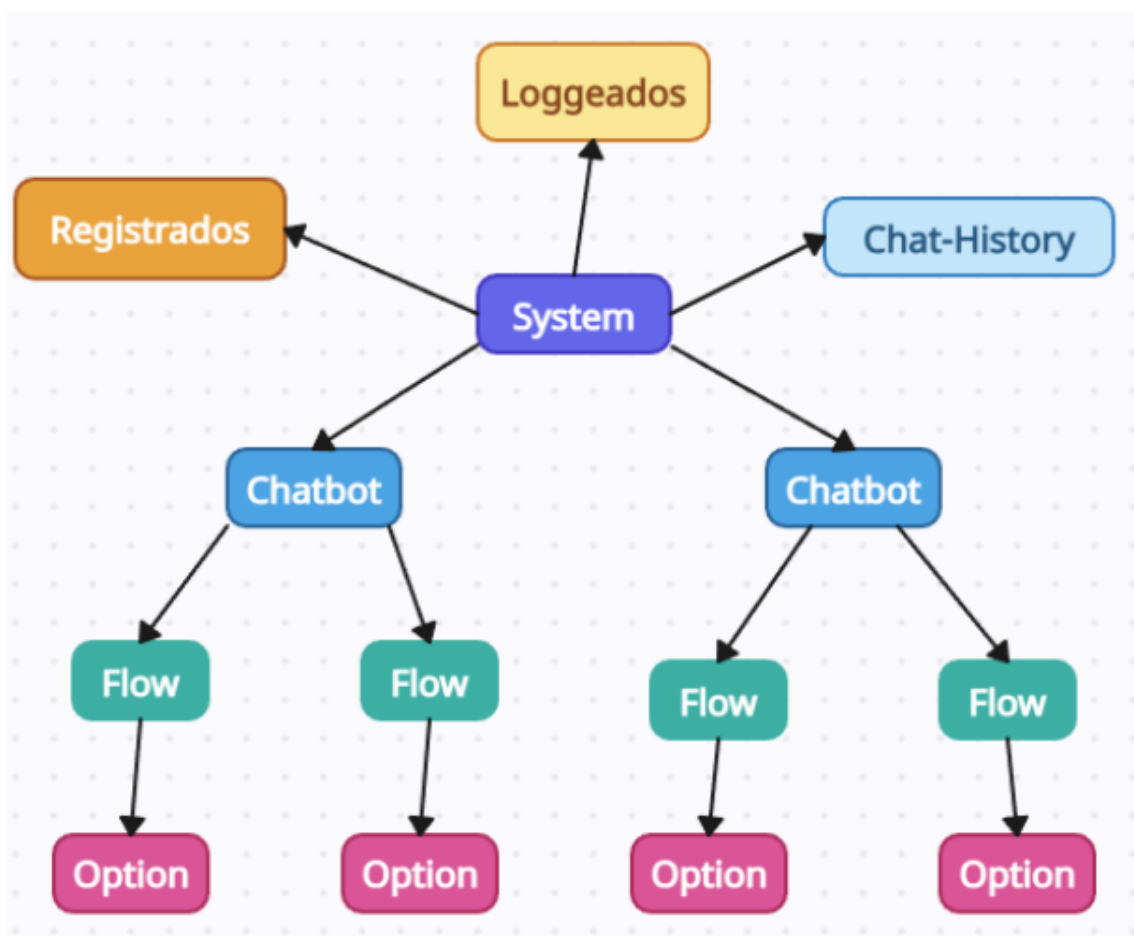 Loggeados
Registrados
Chat-History
System
Chatbot
Chatbot
Flow
Flow
Flow
Flow
Option
Option
Option
Option